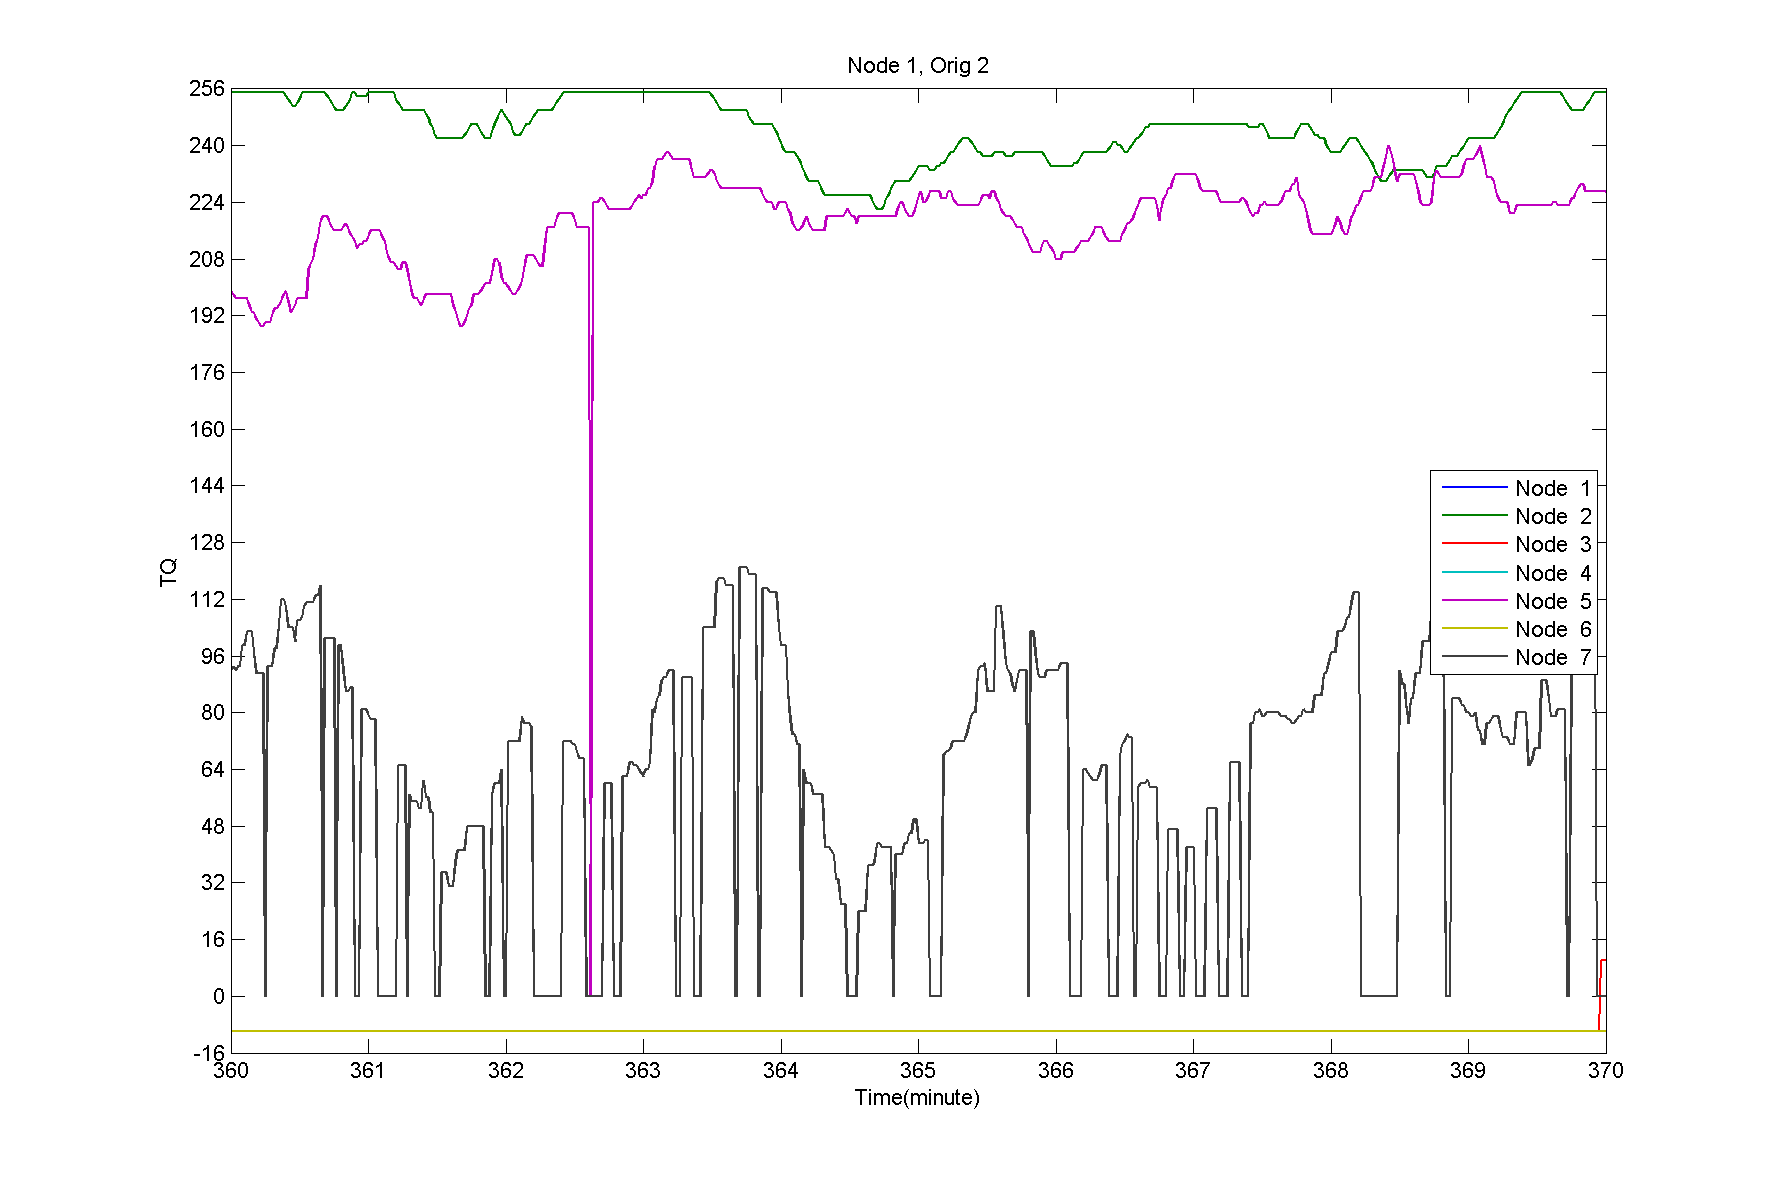 Node 1, Orig 2
256
240
224
208
192
176
160
144
128
112
96
80
64
48
32
16
0
-16
TQ
Node 1
Node 2
Node 3
Node 4
Node 5
Node 6
Node 7
360 361 362 363 364 365 366 367 368 369 370
Time(minute)